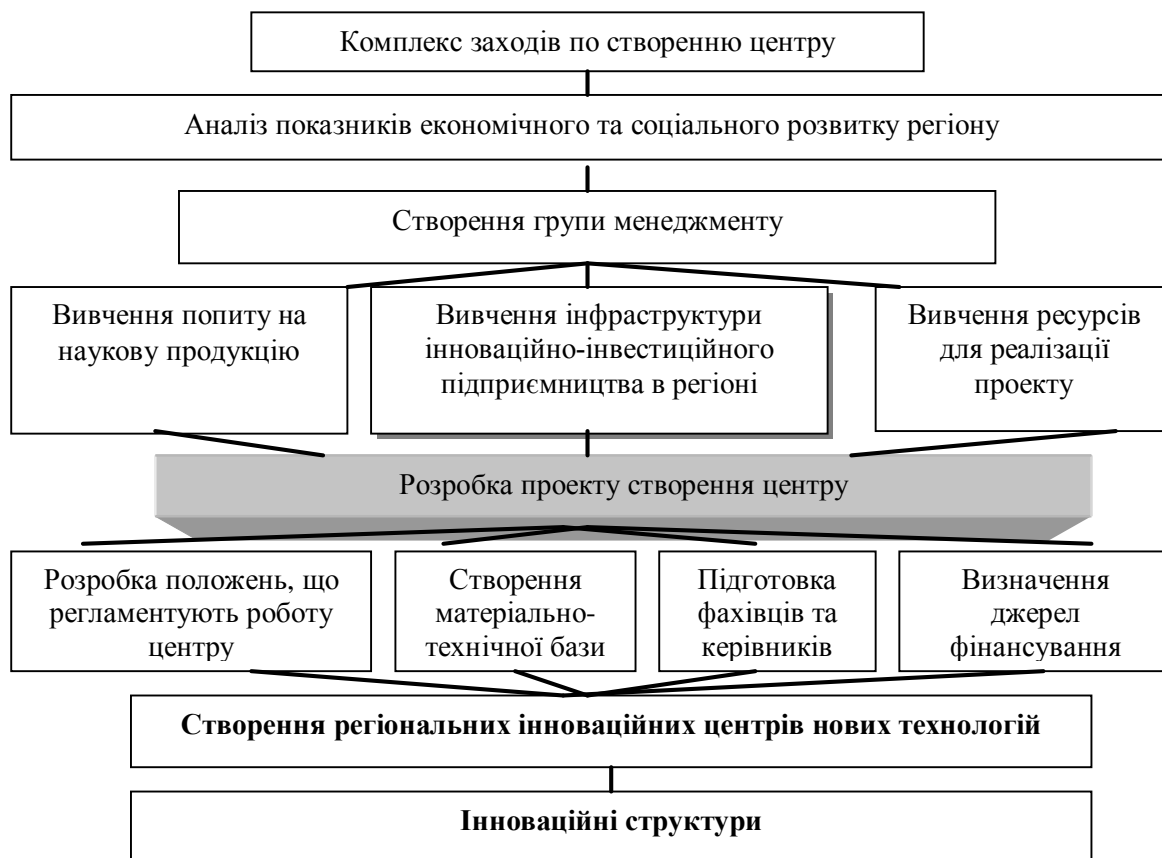 Комплекс заходів по створенню центру
Аналіз показників економічного та соціального розвитку регіону
Створення групи менеджменту
Вивчення попиту на
наукову продукцію
Вивчення інфраструктури
інноваційно-інвестиційного
підприємництва в регіоні
Вивчення ресурсів
для реалізації
проекту
Розробка проекту створення центру
Розробка положень, що
регламентують роботу
центру
Створення
матеріально-
технічної бази
Підготовка
фахівців та
керівників
Визначення
джерел
фінансування
Створення регіональних інноваційних центрів нових технологій
Інноваційні структури